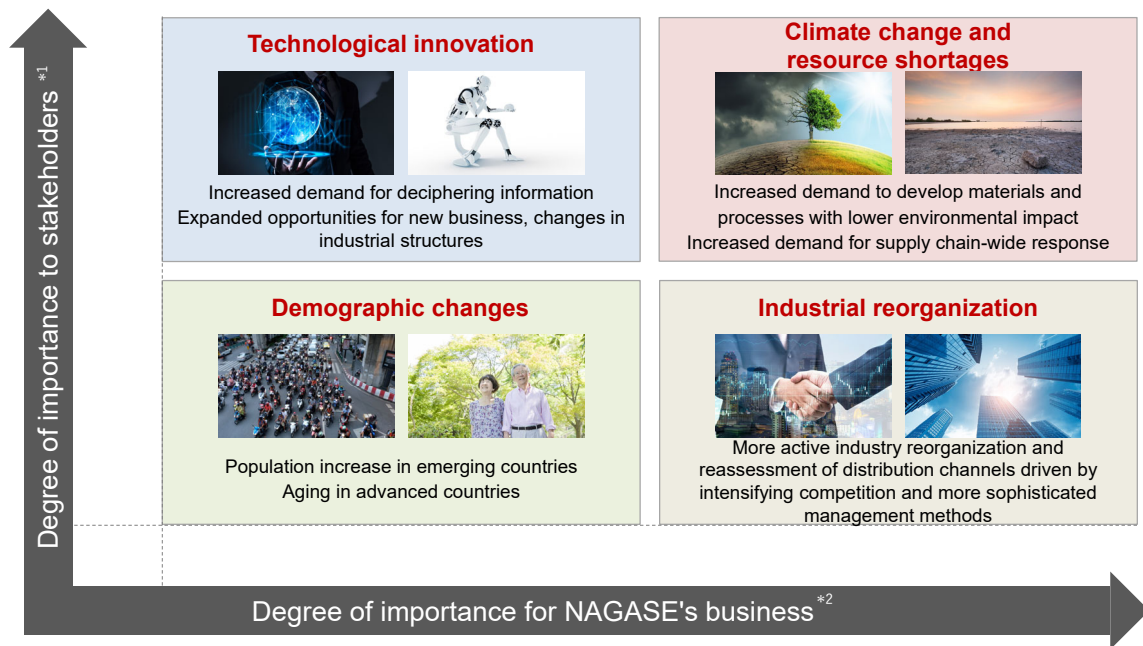 Degree of importance to stakeholders *1
Technological innovation
Increased demand for deciphering information
Expanded opportunities for new business, changes in
industrial structures
Climate change and
resource shortages
Increased demand to develop materials and
processes with lower environmental impact
Increased demand for supply chain-wide response
Demographic changes
Population increase in emerging countries
Aging in advanced countries
Industrial reorganization
More active industry reorganization and
reassessment of distribution channels driven by
intensifying competition and more sophisticated
management methods
Degree of importance for NAGASE's business*2